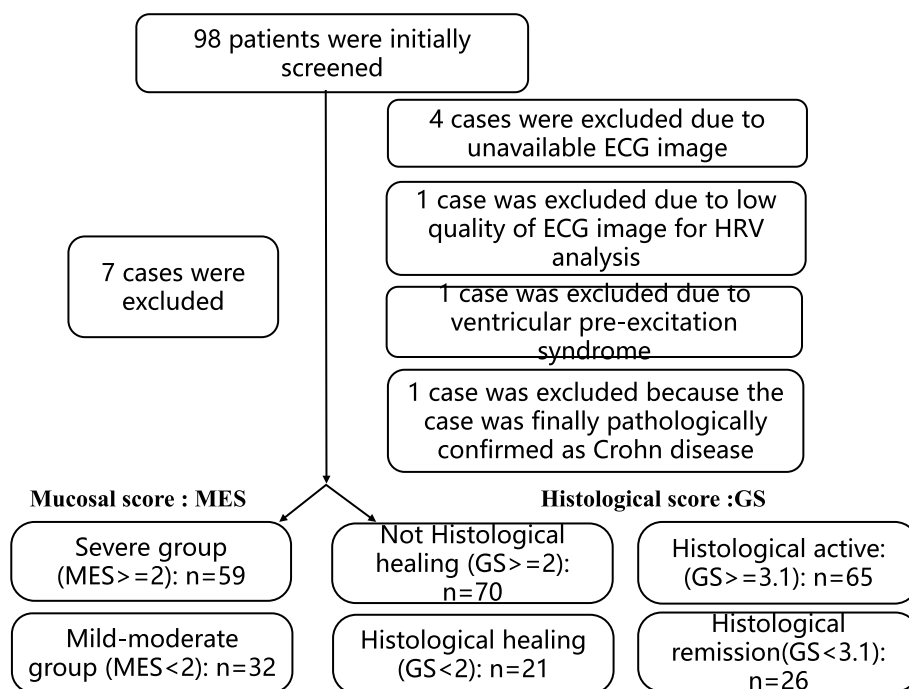 98 patients were initially
screened
4 cases were excluded due to
unavailable ECG image
1 case was excluded due to low
quality of ECG image for HRV
analysis
7 cases were
excluded
1 case was excluded due to
ventricular pre-excitation
syndrome
1 case was excluded because the
case was finally pathologically
confirmed as Crohn disease
Mucosal score : MES
Histological score :GS
Severe group
(MES>=2): n=59
Not Histological
healing (GS>=2):
n=70
Histological active:
(GS>=3.1): n=65
Mild-moderate
group (MES<2): n=32
Histological healing
(GS<2): n=21
Histological
remission(GS<3.1):
n=26